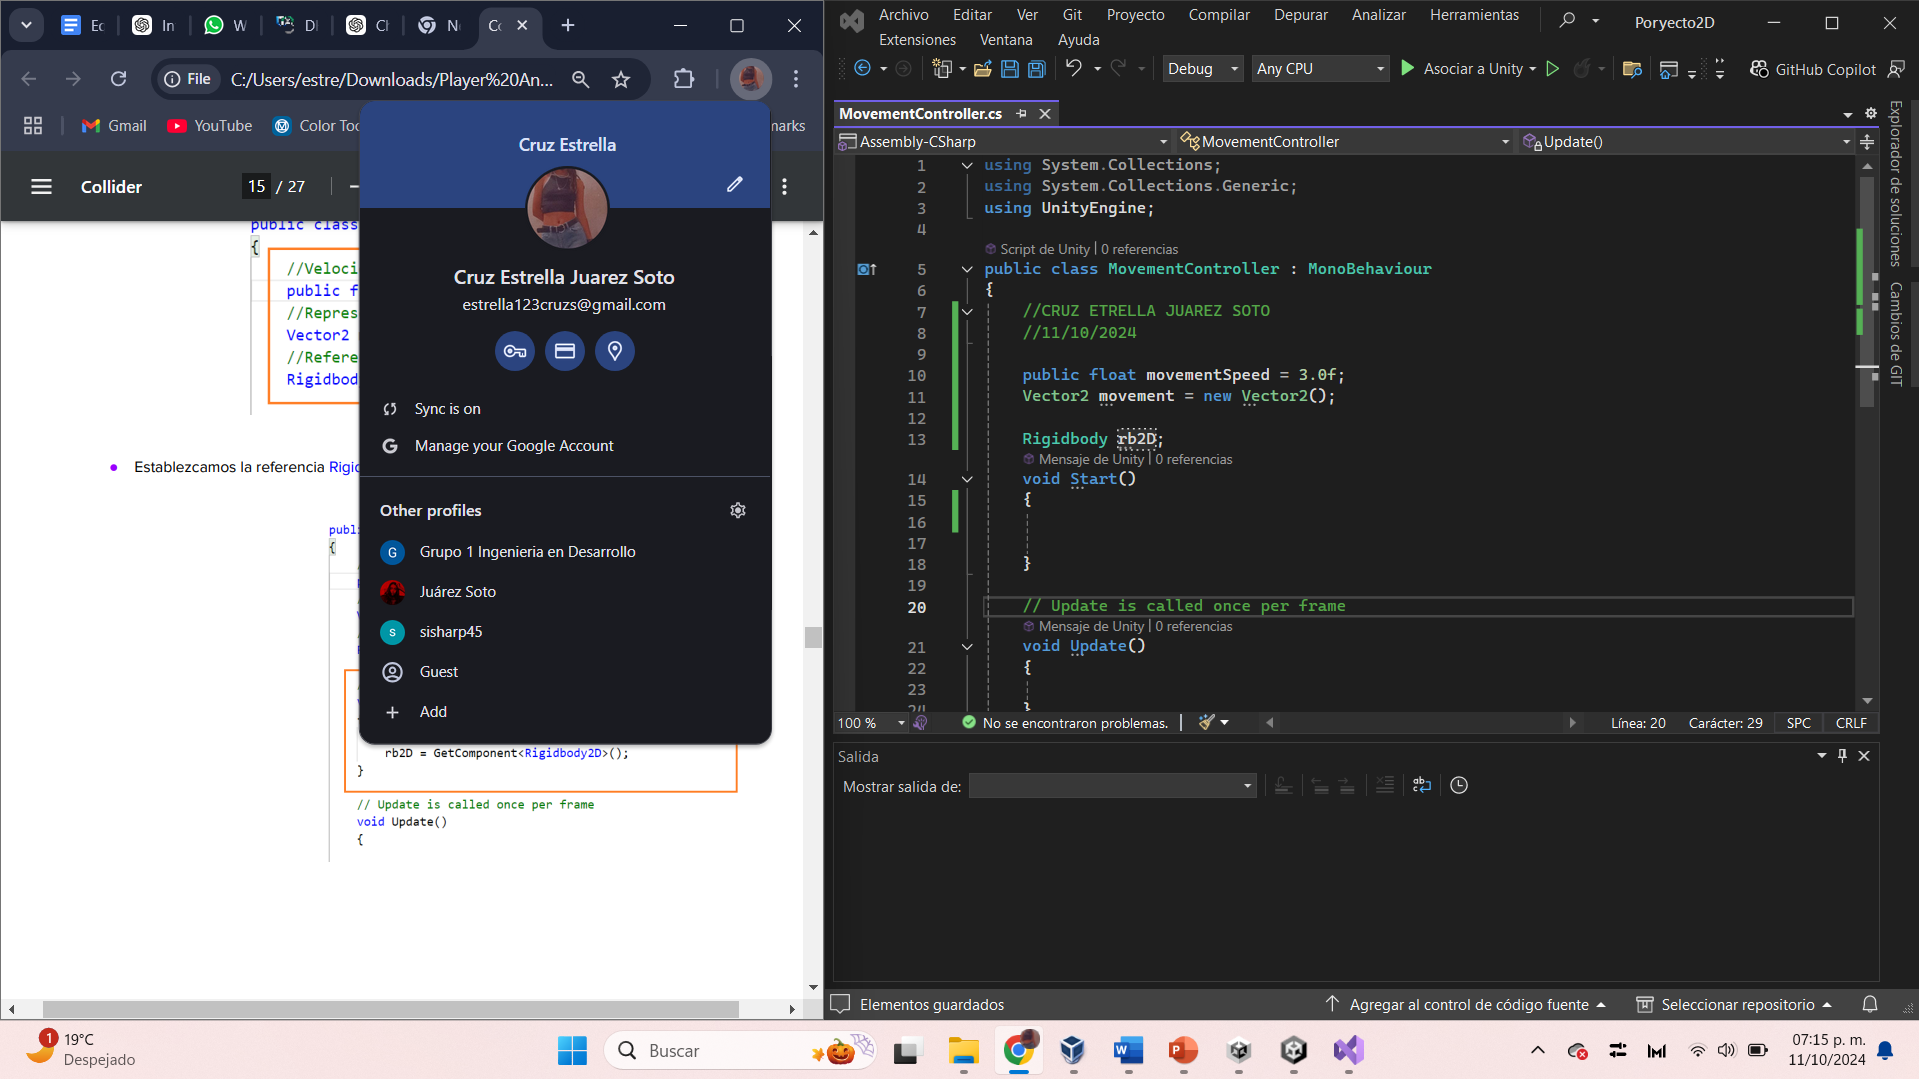 Ec
In
W
DI
Cl
N
Co
File
C:/Users/estre/Downloads/Player%20An...
Gmail
YouTube
Color Too
marks
Collider
15 / 27
public class
{
//Veloci
public f
//Repres
Vector2
//Refere
Rigidbod
Establezcamos la referencia Rigid
publi
{
rb2D = GetComponent<Rigidbody2D>();
}
// Update is called once per frame
void Update()
{
Cruz Estrella
Cruz Estrella Juarez Soto
estrella123cruzs@gmail.com
Sync is on
Manage your Google Account
Other profiles
G Grupo 1 Ingenieria en Desarrollo
Juárez Soto
s sisharp45
Guest
Add
Archivo Editar Ver Git Proyecto Compilar Depurar Analizar Herramientas
Extensiones Ventana Ayuda
Poryecto2D
Debug
Any CPU
Asociar a Unity
GitHub Copilot
MovementController.cs
Assembly-CSharp
MovementController
Update()
1 using System.Collections;
2 using System.Collections.Generic;
3 using UnityEngine;
4
Script de Unity | 0 referencias
5 public class MovementController : MonoBehaviour
6 {
7 //CRUZ ETRELLA JUAREZ SOTO
8 //11/10/2024
9
10 public float movementSpeed = 3.0f;
11 Vector2 movement = new Vector2();
12
13 Rigidbody rb2D;
Mensaje de Unity | 0 referencias
14 void Start()
15 {
16
17
18 }
19
20 // Update is called once per frame
Mensaje de Unity | 0 referencias
21 void Update()
22 {
23
24 }
Explorador de soluciones
Cambios de GIT
100 %
No se encontraron problemas.
Línea: 20
Carácter: 29
SPC
CRLF
Salida
Mostrar salida de:
Elementos guardados
Agregar al control de código fuente
Seleccionar repositorio
1
19°C
Despejado
Buscar
07:15 p. m.
11/10/2024